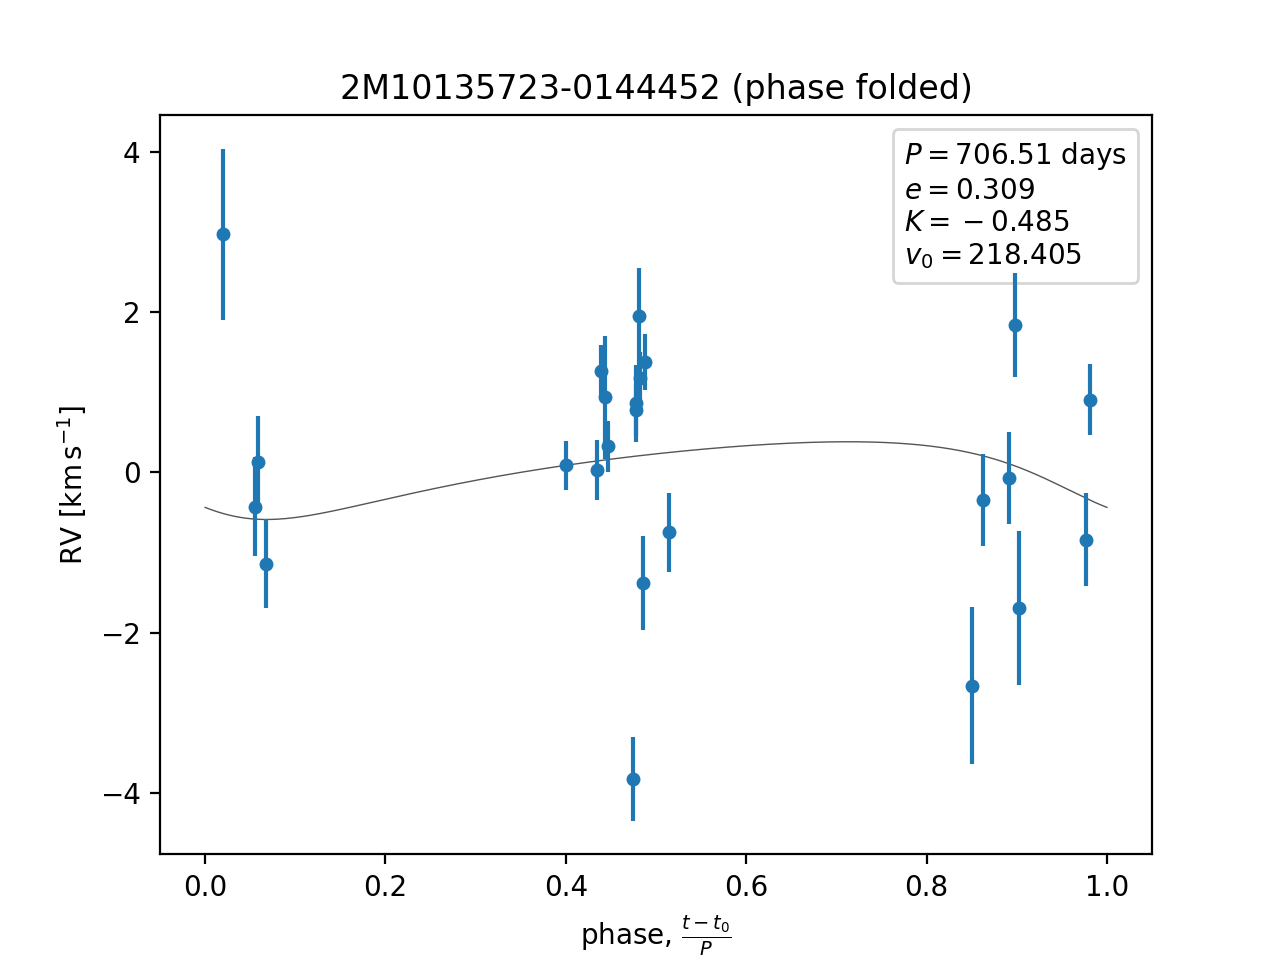 2M10135723-0144452 (phase folded)
P = 706.51 days
e = 0.309
K = −0.485
v₀ = 218.405
RV [km s⁻¹]
4
2
0
−2
−4
0.0 0.2 0.4 0.6 0.8 1.0
phase, (t − t₀)/P